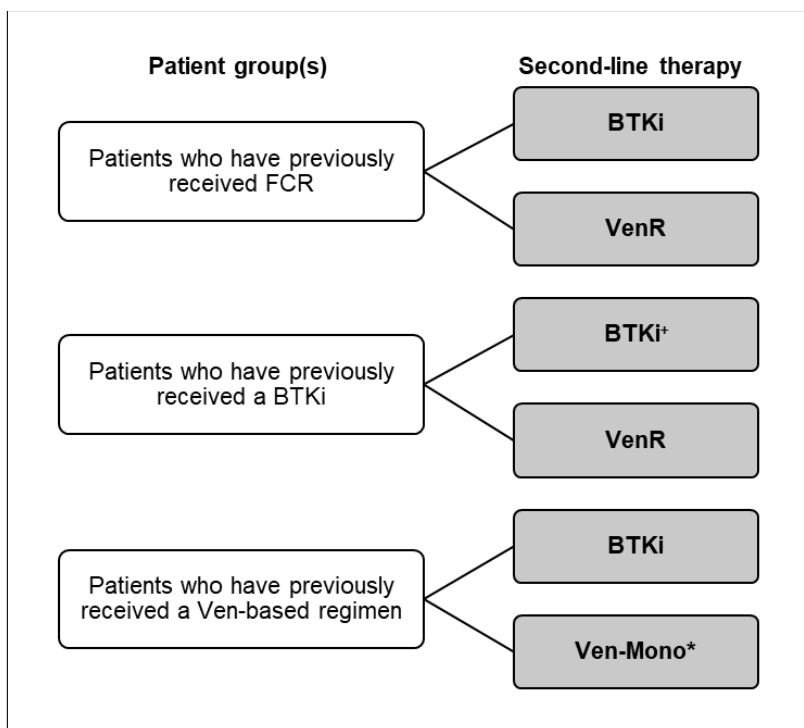 Patient group(s)
Second-line therapy
Patients who have previously
received FCR
BTKi
VenR
Patients who have previously
received a BTKi
BTKi⁺
VenR
Patients who have previously
received a Ven-based regimen
BTKi
Ven-Mono*